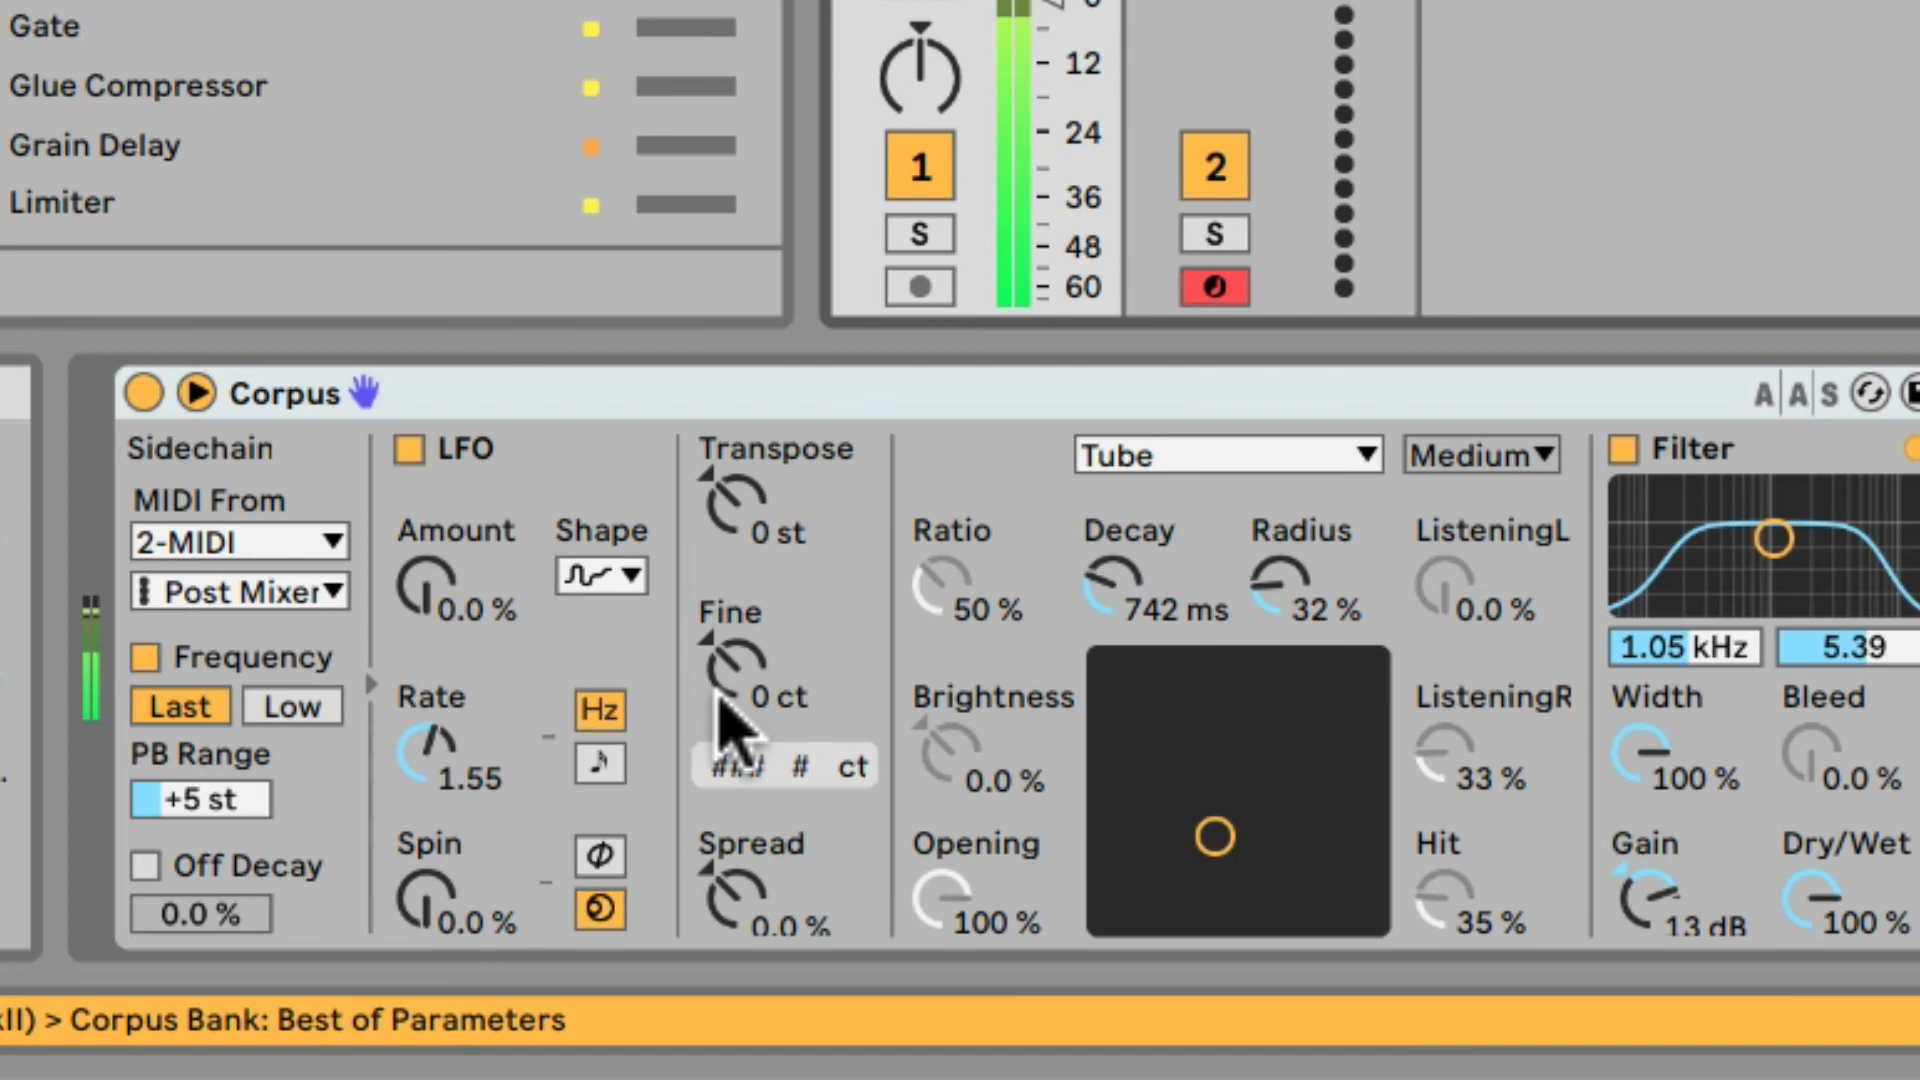 Gate
Glue Compressor
Grain Delay
Limiter
12
24
36
48
60
1
S
2
S
Corpus
A|A|S
Sidechain
MIDI From
2-MIDI
Post Mixer
Frequency
Last Low
PB Range
+5 st
Off Decay
0.0 %
LFO
Amount
0.0 %
Shape
Rate
1.55
Hz
Spin
0.0 %
Transpose
0 st
Fine
0 ct
# ct
Spread
0.0 %
Tube
Medium
Ratio
50 %
Decay
742 ms
Radius
32 %
ListeningL
0.0 %
Brightness
0.0 %
ListeningR
33 %
Opening
100 %
Hit
35 %
Filter
1.05 kHz
5.39
Width
100 %
Bleed
0.0 %
Gain
13 dB
Dry/Wet
100 %
II) > Corpus Bank: Best of Parameters